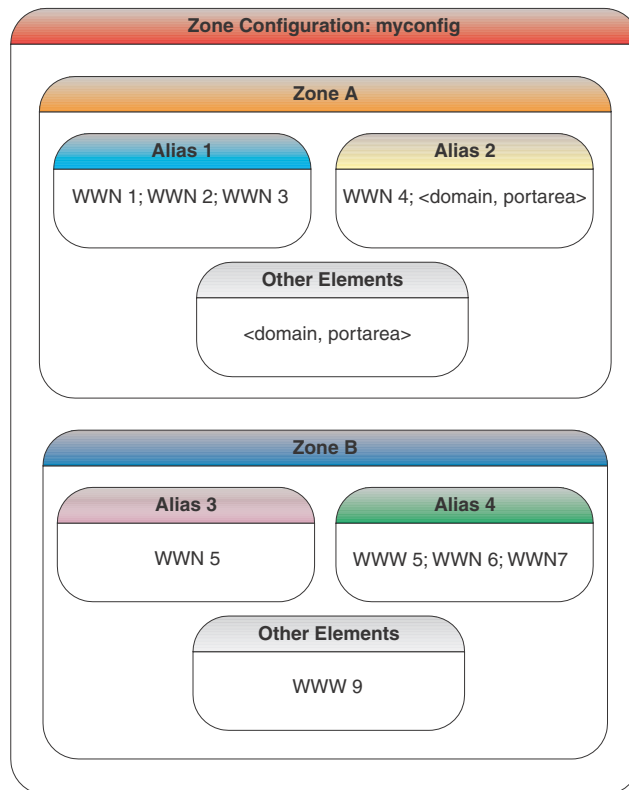 Zone Configuration: myconfig
Zone A
Alias 1
WWN 1; WWN 2; WWN 3
Alias 2
WWN 4; <domain, portarea>
Other Elements
<domain, portarea>
Zone B
Alias 3
WWN 5
Alias 4
WWW 5; WWN 6; WWN7
Other Elements
WWW 9